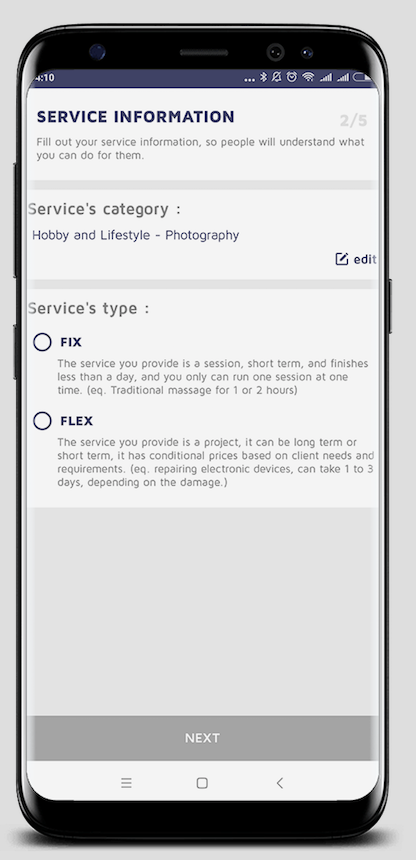 4:10
SERVICE INFORMATION
2/5
Fill out your service information, so people will understand what
you can do for them.
Service's category :
Hobby and Lifestyle - Photography
edit
Service's type :
FIX
The service you provide is a session, short term, and finishes
less than a day, and you only can run one session at one
time. (eq. Traditional massage for 1 or 2 hours)
FLEX
The service you provide is a project, it can be long term or
short term, it has conditional prices based on client needs and
requirements. (eq. repairing electronic devices, can take 1 to 3
days, depending on the damage.)
NEXT